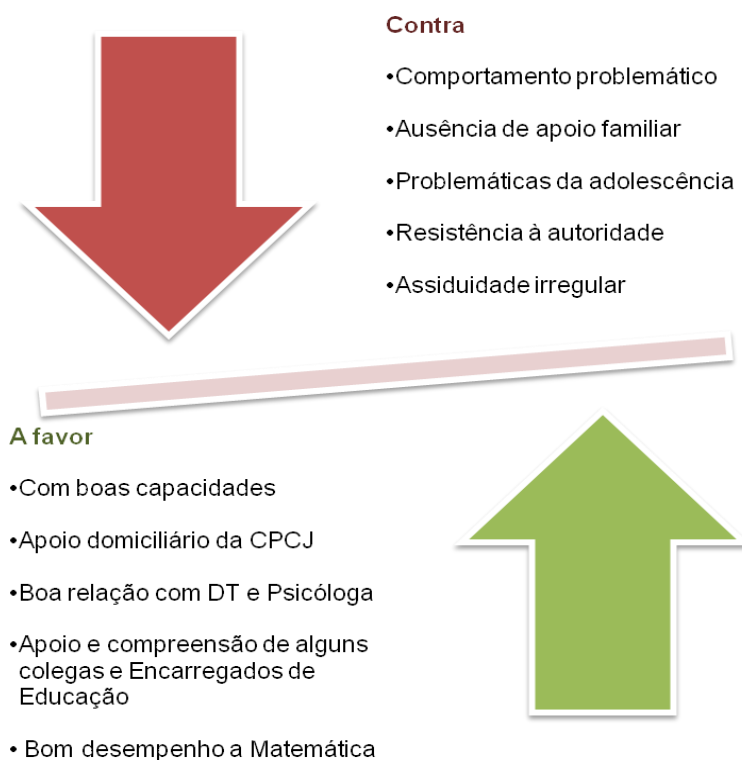 Contra
•Comportamento problemático
•Ausência de apoio familiar
•Problemáticas da adolescência
•Resistência à autoridade
•Assiduidade irregular
A favor
•Com boas capacidades
•Apoio domiciliário da CPCJ
•Boa relação com DT e Psicóloga
•Apoio e compreensão de alguns
colegas e Encarregados de
Educação
• Bom desempenho a Matemática